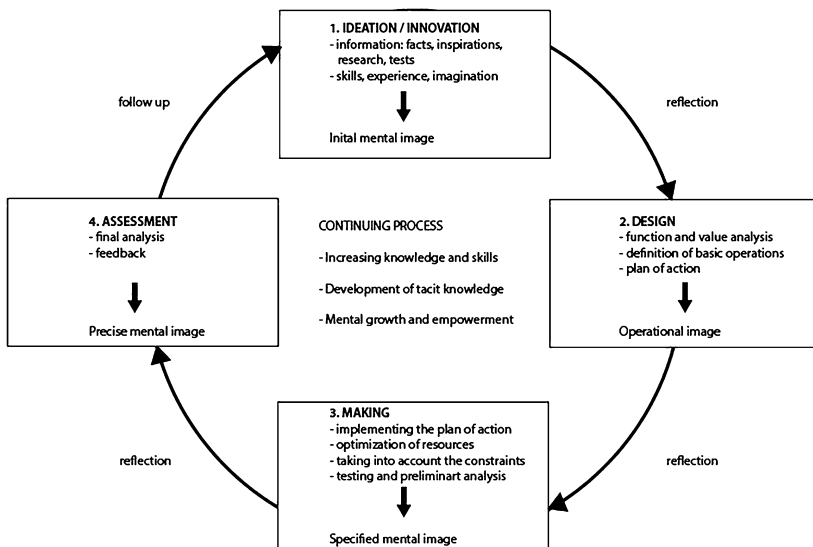 1. IDEATION / INNOVATION
- information: facts, inspirations,
research, tests
- skills, experience, imagination
Inital mental image
follow up
reflection
4. ASSESSMENT
- final analysis
- feedback
Precise mental image
CONTINUING PROCESS
- Increasing knowledge and skills
- Development of tacit knowledge
- Mental growth and empowerment
2. DESIGN
- function and value analysis
- definition of basic operations
- plan of action
Operational image
reflection
3. MAKING
- implementing the plan of action
- optimization of resources
- taking into account the constraints
- testing and preliminart analysis
Specified mental image
reflection